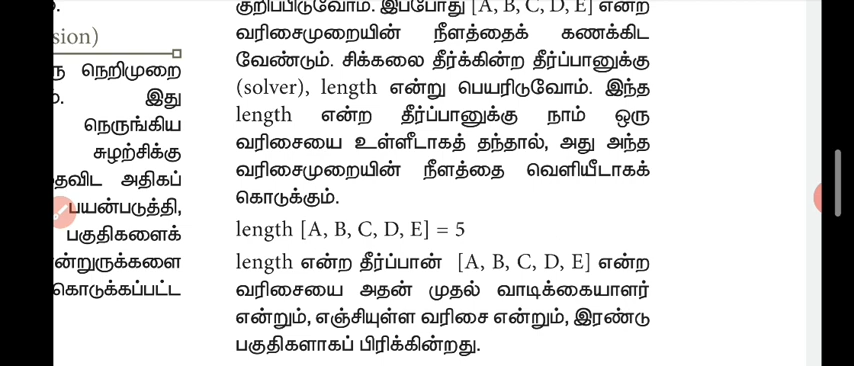 ம்.
sion)
ரு நெறிமுறை
ம். இது
நெருங்கிய
சுழற்சிக்கு
தைவிட அதிகப்
பயன்படுத்தி,
பகுதிகளைக்
ன்றுருக்களை
கொடுக்கப்பட்ட
குறிப்பிடுவோம். இப்போது [A, B, C, D, E] என்ற
வரிசைமுறையின் நீளத்தைக் கணக்கிட
வேண்டும். சிக்கலை தீர்க்கின்ற தீர்ப்பானுக்கு
(solver), length என்று பெயரிடுவோம். இந்த
length என்ற தீர்ப்பானுக்கு நாம் ஒரு
வரிசையை உள்ளீடாகத் தந்தால், அது அந்த
வரிசைமுறையின் நீளத்தை வெளியீடாகக்
கொடுக்கும்.
length [A, B, C, D, E] = 5
length என்ற தீர்ப்பான் [A, B, C, D, E] என்ற
வரிசையை அதன் முதல் வாடிக்கையாளர்
என்றும், எஞ்சியுள்ள வரிசை என்றும், இரண்டு
பகுதிகளாகப் பிரிக்கின்றது.